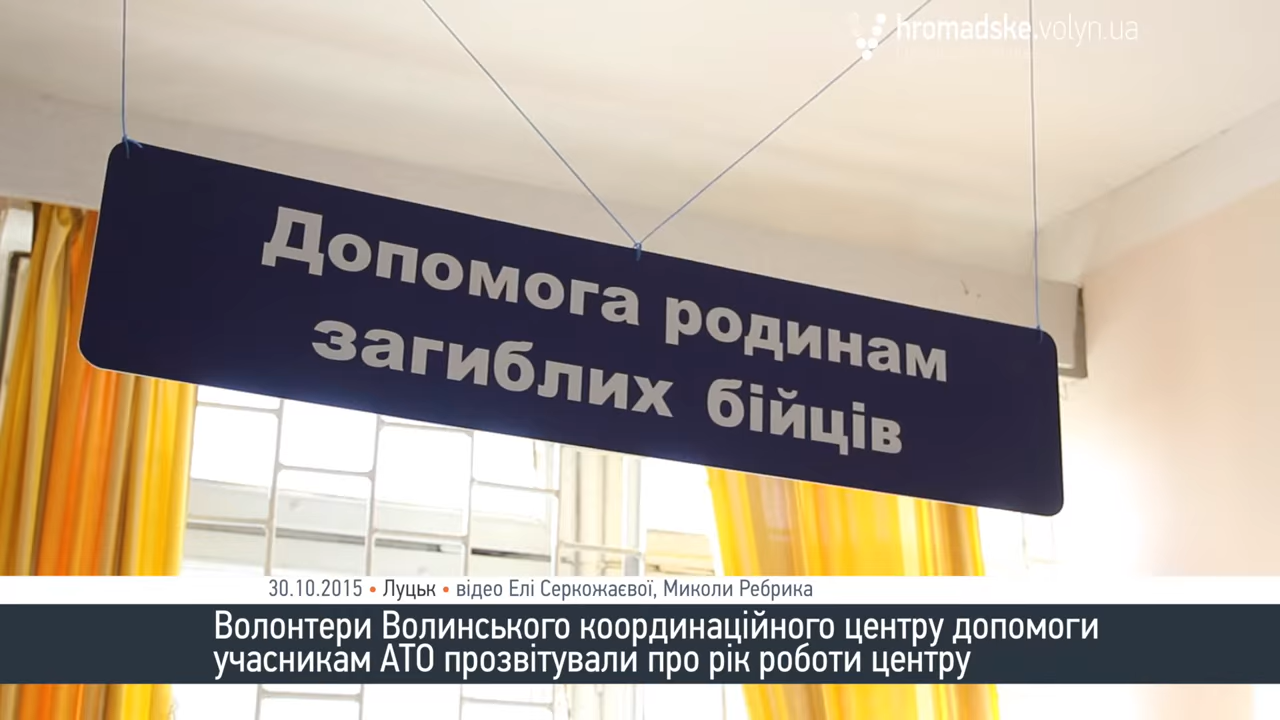 hromadske.volyn.ua
Допомога родинам
загиблих бійців
30.10.2015 • Луцьк • відео Елі Серкожаєвої, Миколи Ребрика
Волонтери Волинського координаційного центру допомоги
учасникам АТО прозвітували про рік роботи центру